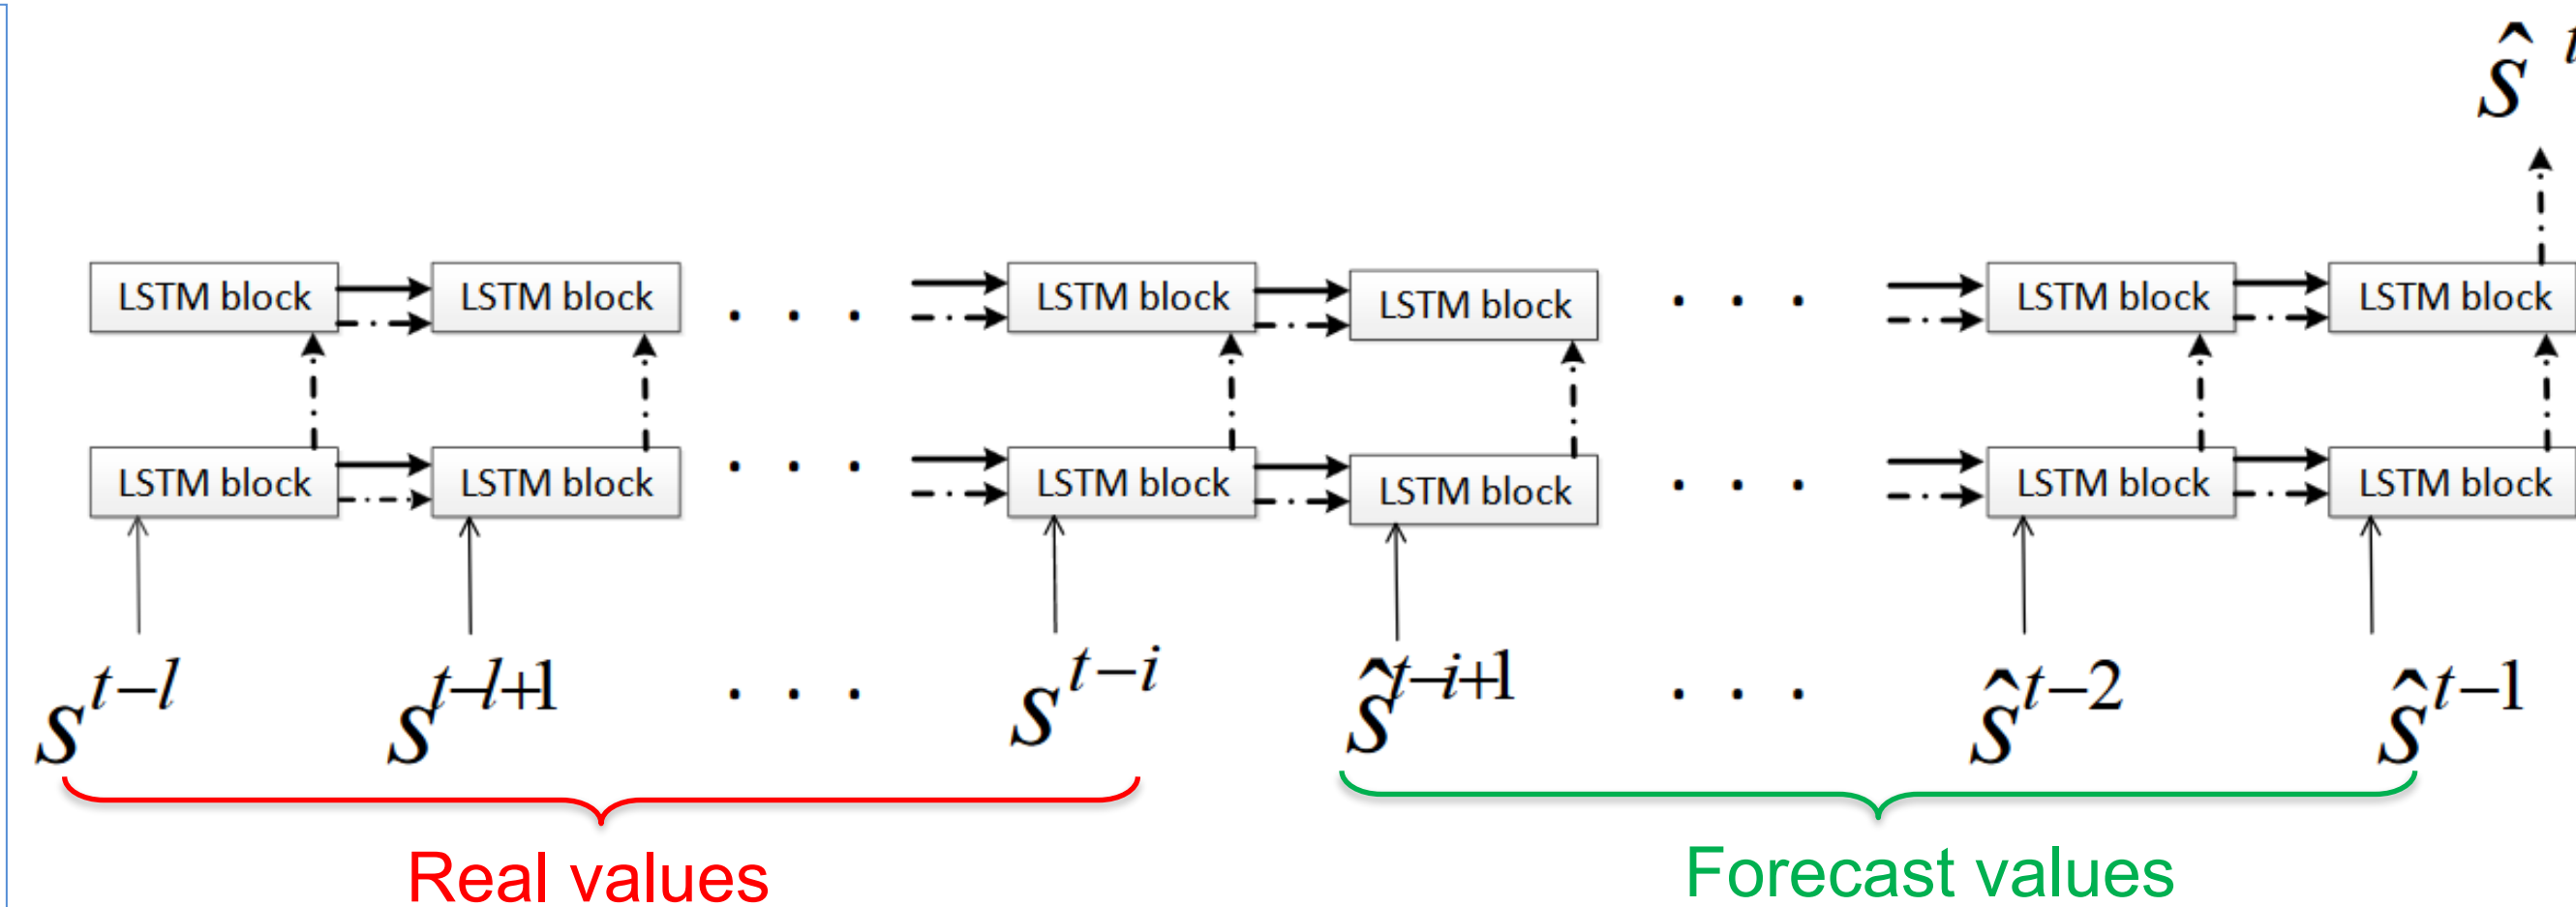 ŝ^t
LSTM block LSTM block . . . LSTM block LSTM block . . . LSTM block LSTM block
LSTM block LSTM block . . . LSTM block LSTM block . . . LSTM block LSTM block
s^{t-l} s^{t-l+1} . . . s^{t-i} ŝ^{t-i+1} . . . ŝ^{t-2} ŝ^{t-1}
Real values Forecast values